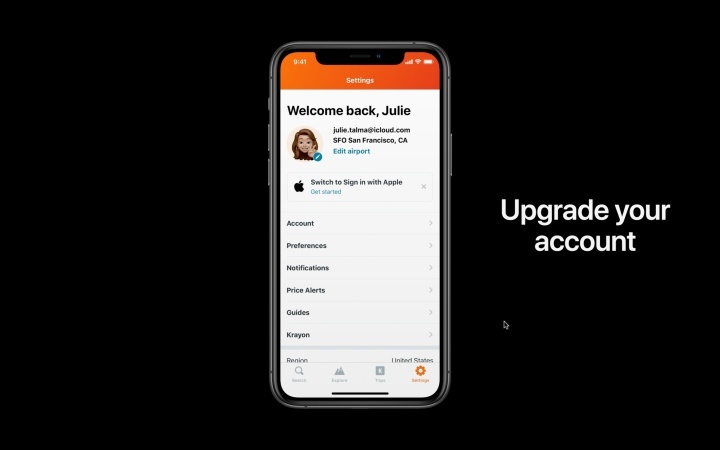 9:41
Settings
Welcome back, Julie
julie.talma@icloud.com
SFO San Francisco, CA
Edit airport
Switch to Sign in with Apple
Get started
Account
Preferences
Notifications
Price Alerts
Guides
Krayon
Region United States
Search Explore Trips Settings
Upgrade your
account